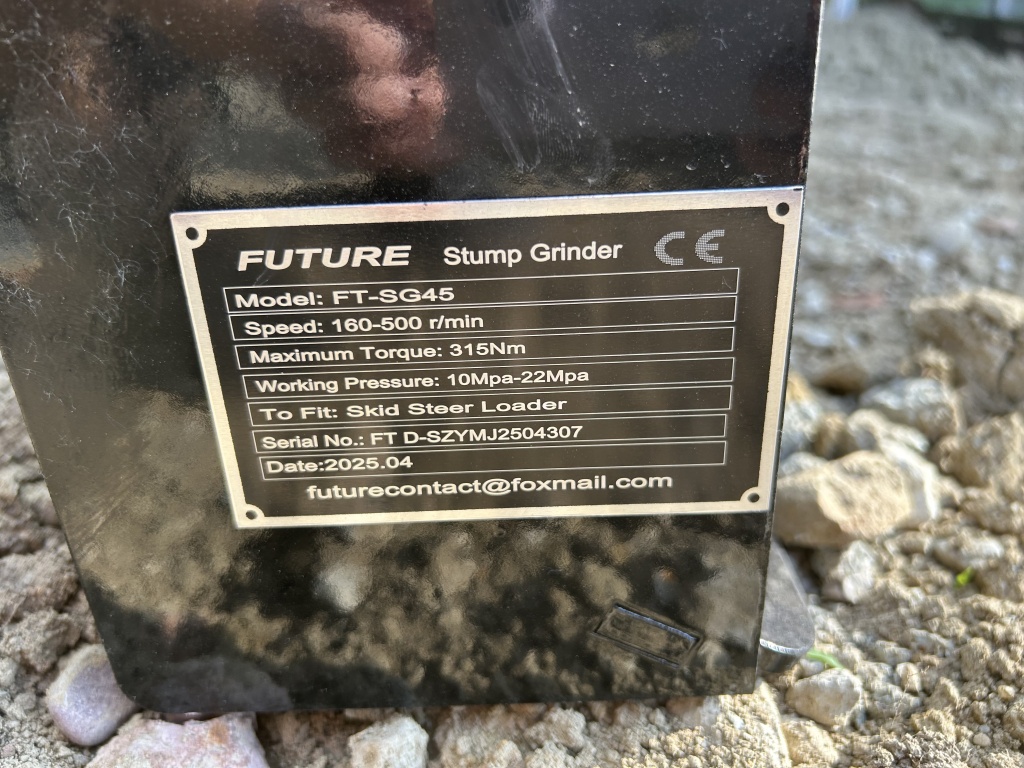 FUTURE Stump Grinder CE
Model: FT-SG45
Speed: 160-500 r/min
Maximum Torque: 315Nm
Working Pressure: 10Mpa-22Mpa
To Fit: Skid Steer Loader
Serial No.: FT D-SZYMJ2504307
Date:2025.04
futurecontact@foxmail.com